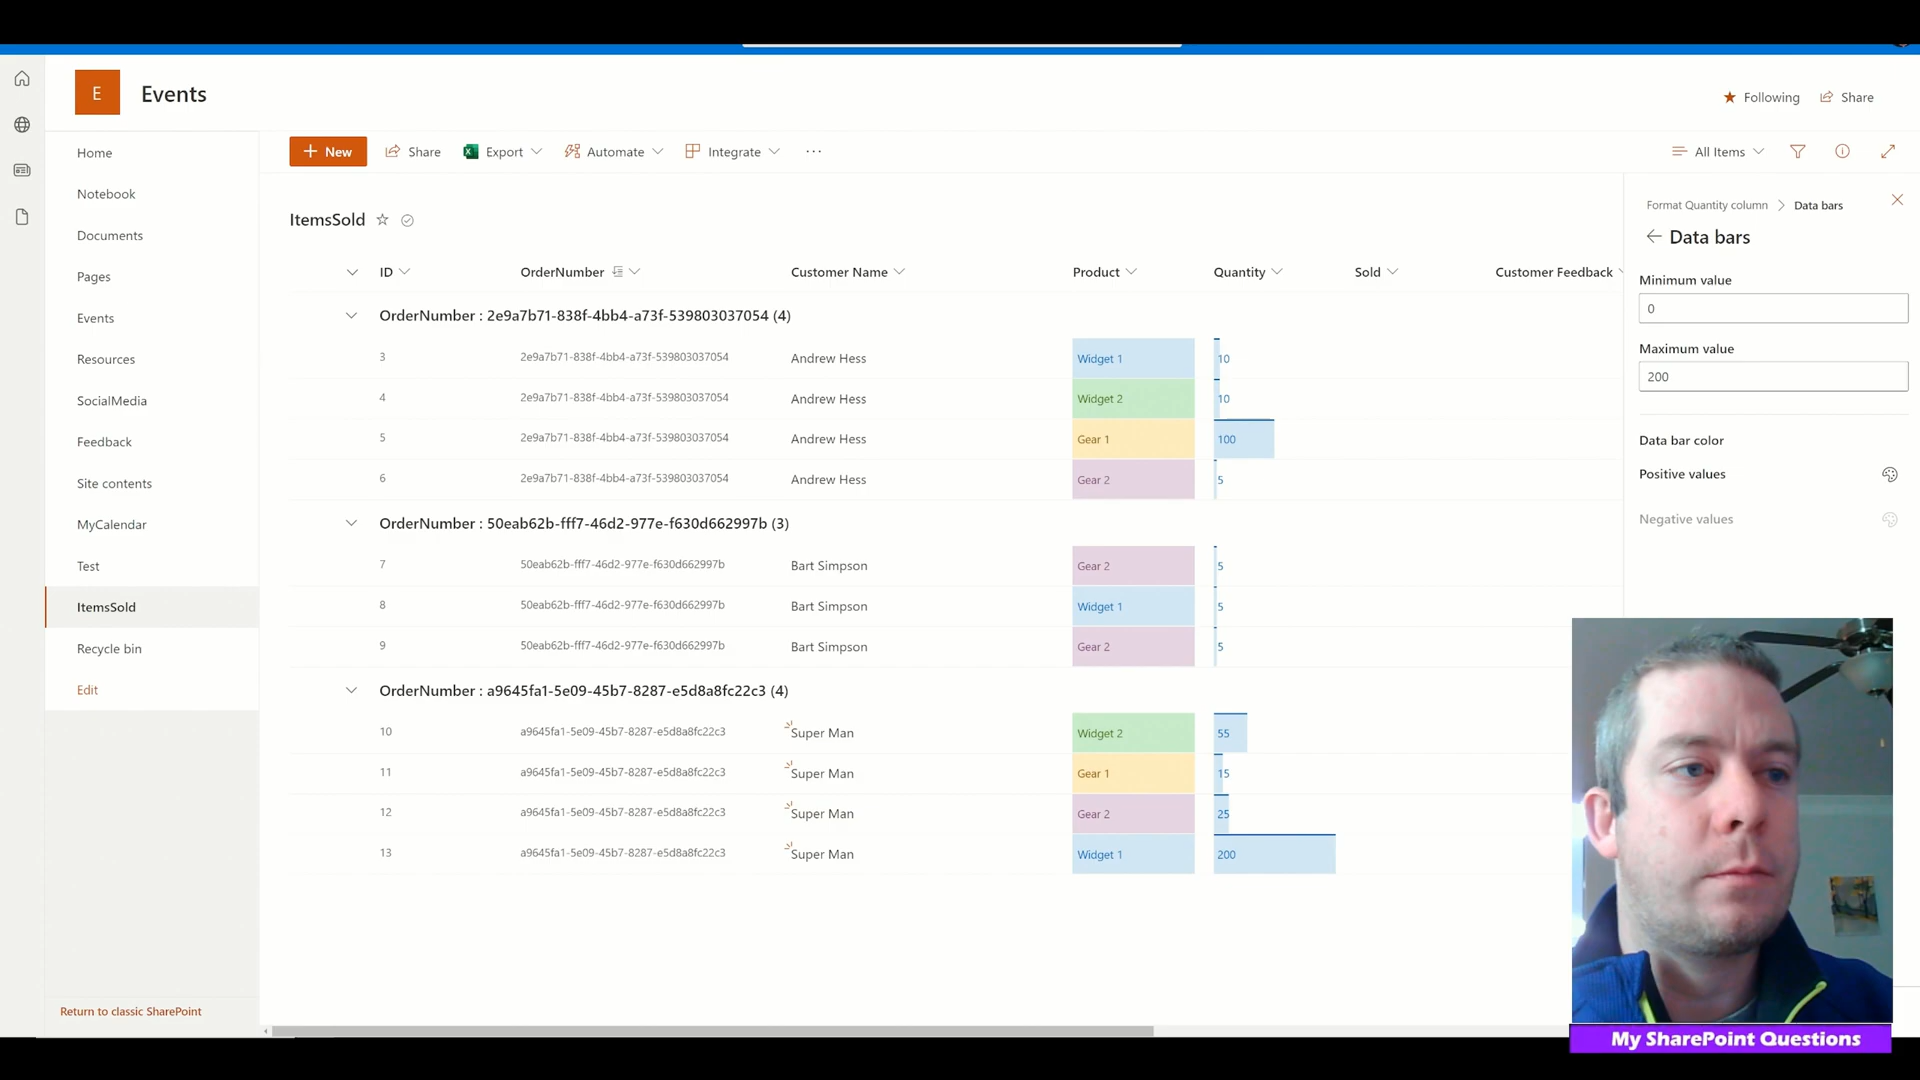 E
Events
Following
Share
Home
Notebook
Documents
Pages
Events
Resources
SocialMedia
Feedback
Site contents
MyCalendar
Test
ItemsSold
Recycle bin
Edit
Return to classic SharePoint
New
Share
Export
Automate
Integrate
...
All Items
ItemsSold
ID OrderNumber Customer Name Product Quantity Sold Customer Feedback
OrderNumber : 2e9a7b71-838f-4bb4-a73f-539803037054 (4)
3 2e9a7b71-838f-4bb4-a73f-539803037054 Andrew Hess Widget 1 10
4 2e9a7b71-838f-4bb4-a73f-539803037054 Andrew Hess Widget 2 10
5 2e9a7b71-838f-4bb4-a73f-539803037054 Andrew Hess Gear 1 100
6 2e9a7b71-838f-4bb4-a73f-539803037054 Andrew Hess Gear 2 5
OrderNumber : 50eab62b-fff7-46d2-977e-f630d662997b (3)
7 50eab62b-fff7-46d2-977e-f630d662997b Bart Simpson Gear 2 5
8 50eab62b-fff7-46d2-977e-f630d662997b Bart Simpson Widget 1 5
9 50eab62b-fff7-46d2-977e-f630d662997b Bart Simpson Gear 2 5
OrderNumber : a9645fa1-5e09-45b7-8287-e5d8a8fc22c3 (4)
10 a9645fa1-5e09-45b7-8287-e5d8a8fc22c3 Super Man Widget 2 55
11 a9645fa1-5e09-45b7-8287-e5d8a8fc22c3 Super Man Gear 1 15
12 a9645fa1-5e09-45b7-8287-e5d8a8fc22c3 Super Man Gear 2 25
13 a9645fa1-5e09-45b7-8287-e5d8a8fc22c3 Super Man Widget 1 200
Format Quantity column > Data bars
Data bars
Minimum value
0
Maximum value
200
Data bar color
Positive values
Negative values
My SharePoint Questions